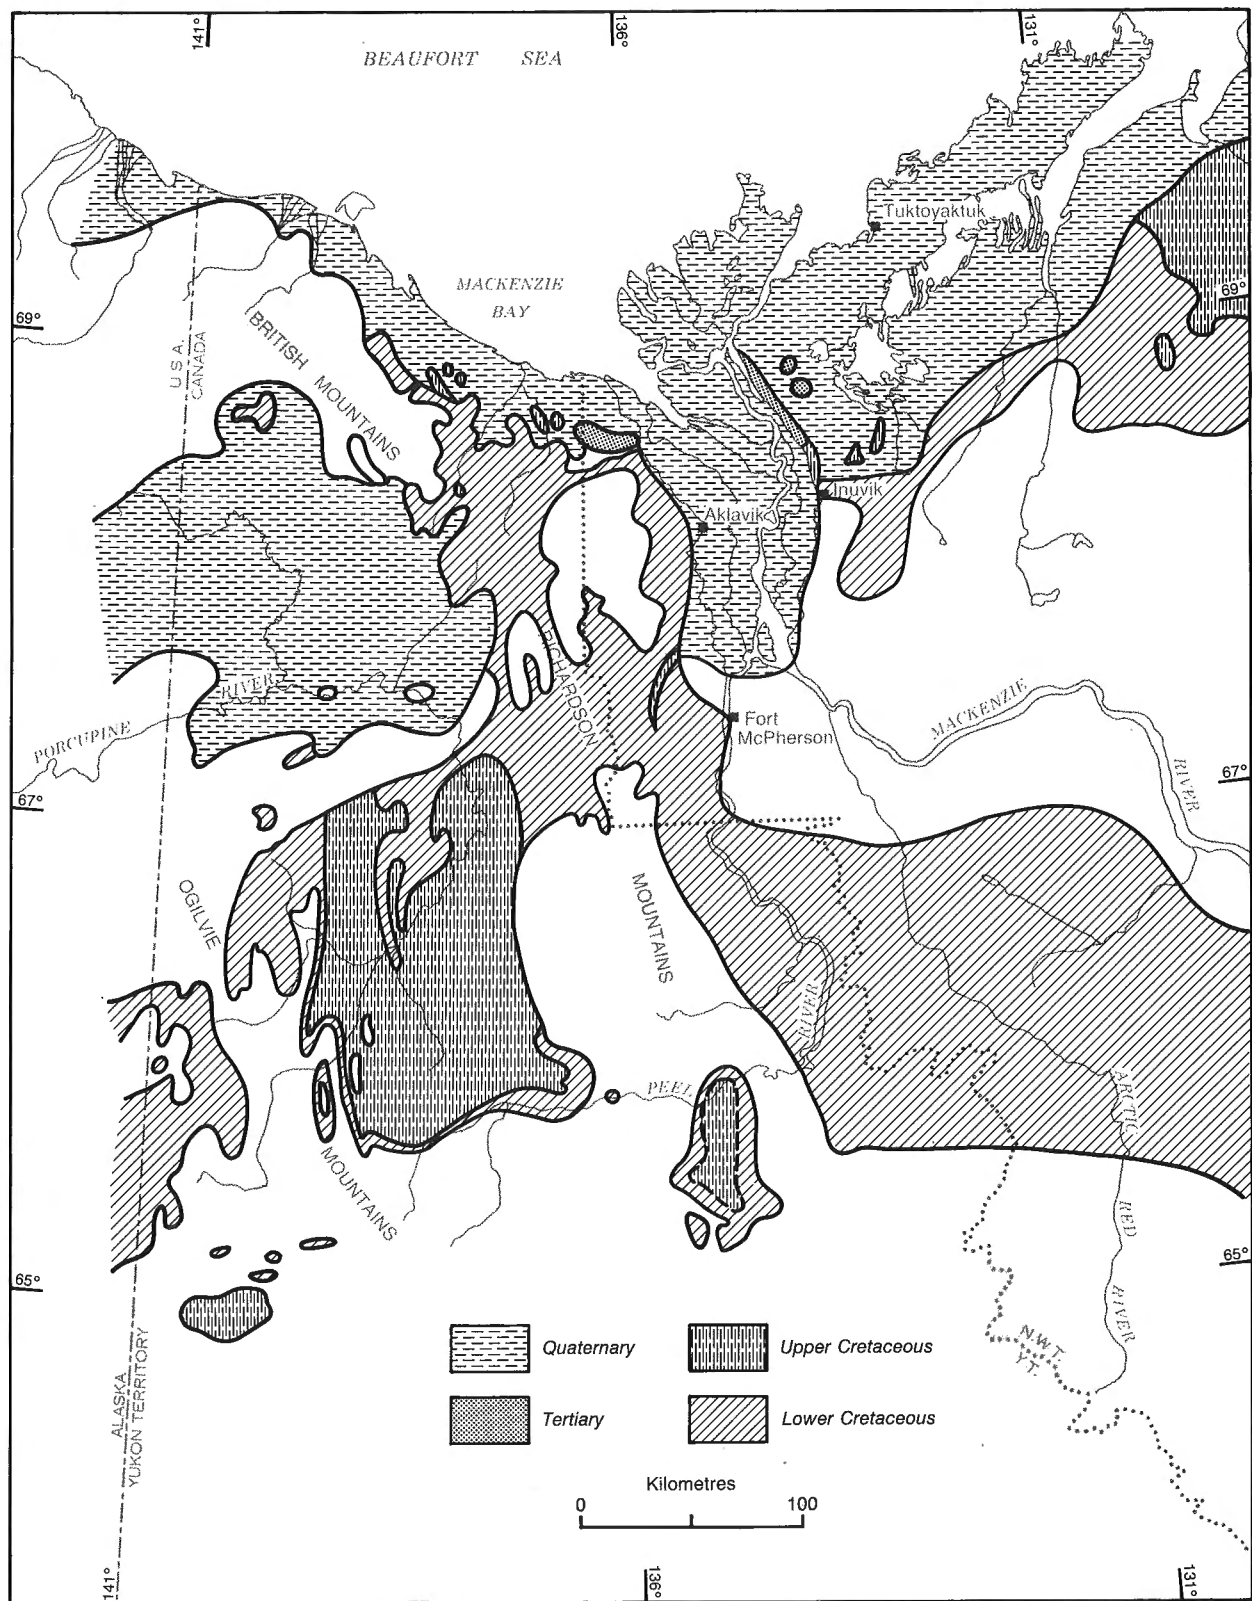 141°
136°
131°
BEAUFORT SEA
Tuktoyaktuk
MACKENZIE
BAY
69°
69°
U.S.A.
CANADA
BRITISH MOUNTAINS
Inuvik
Aklavik
RICHARDSON
RIVER
PORCUPINE
Fort
McPherson
MACKENZIE
RIVER
67°
67°
OGILVIE
MOUNTAINS
RIVER
PEEL
ARCTIC
MOUNTAINS
RED
65°
65°
RIVER
N.W.T.
Y.T.
Quaternary
Upper Cretaceous
Tertiary
Lower Cretaceous
ALASKA
YUKON TERRITORY
Kilometres
0 100
141°
136°
131°